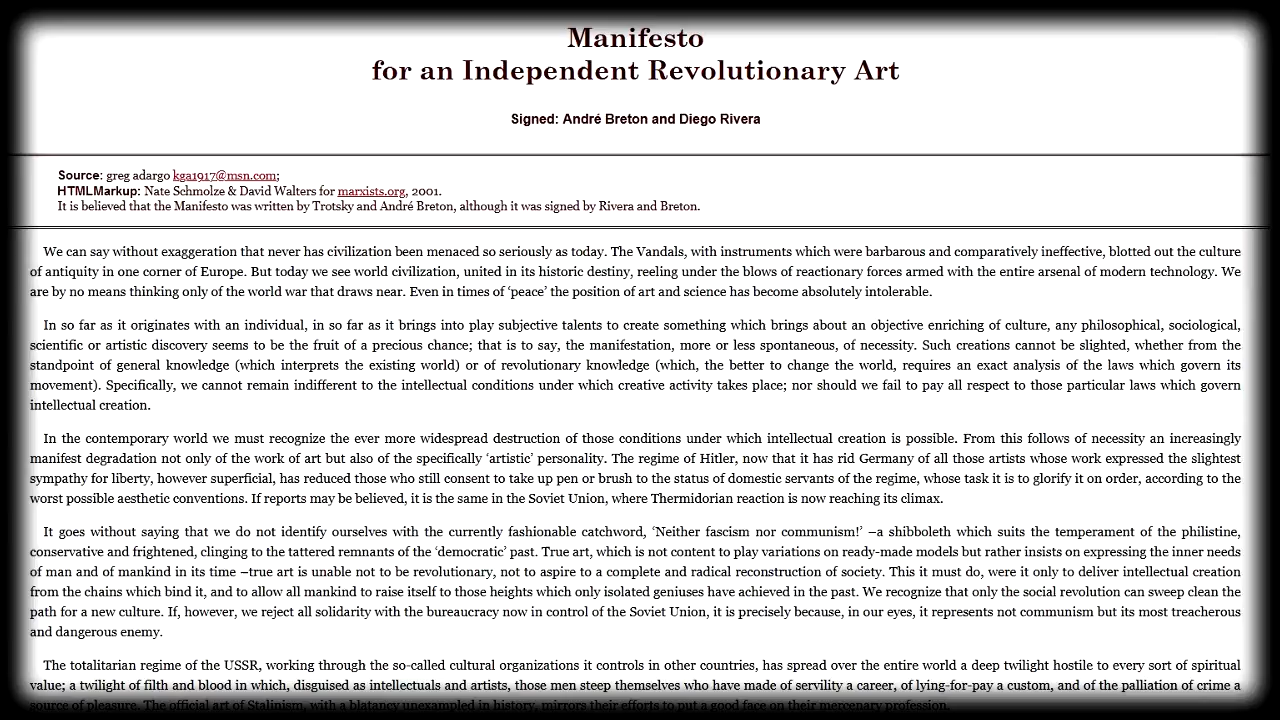 Manifesto
for an Independent Revolutionary Art
Signed: André Breton and Diego Rivera
Source: greg adargo kga1917@msn.com;
HTMLMarkup: Nate Schmolze & David Walters for marxists.org, 2001.
It is believed that the Manifesto was written by Trotsky and André Breton, although it was signed by Rivera and Breton.
We can say without exaggeration that never has civilization been menaced so seriously as today. The Vandals, with instruments which were barbarous and comparatively ineffective, blotted out the culture
of antiquity in one corner of Europe. But today we see world civilization, united in its historic destiny, reeling under the blows of reactionary forces armed with the entire arsenal of modern technology. We
are by no means thinking only of the world war that draws near. Even in times of ‘peace’ the position of art and science has become absolutely intolerable.
In so far as it originates with an individual, in so far as it brings into play subjective talents to create something which brings about an objective enriching of culture, any philosophical, sociological,
scientific or artistic discovery seems to be the fruit of a precious chance; that is to say, the manifestation, more or less spontaneous, of necessity. Such creations cannot be slighted, whether from the
standpoint of general knowledge (which interprets the existing world) or of revolutionary knowledge (which, the better to change the world, requires an exact analysis of the laws which govern its
movement). Specifically, we cannot remain indifferent to the intellectual conditions under which creative activity takes place; nor should we fail to pay all respect to those particular laws which govern
intellectual creation.
In the contemporary world we must recognize the ever more widespread destruction of those conditions under which intellectual creation is possible. From this follows of necessity an increasingly
manifest degradation not only of the work of art but also of the specifically ‘artistic’ personality. The regime of Hitler, now that it has rid Germany of all those artists whose work expressed the slightest
sympathy for liberty, however superficial, has reduced those who still consent to take up pen or brush to the status of domestic servants of the regime, whose task it is to glorify it on order, according to the
worst possible aesthetic conventions. If reports may be believed, it is the same in the Soviet Union, where Thermidorian reaction is now reaching its climax.
It goes without saying that we do not identify ourselves with the currently fashionable catchword, ‘Neither fascism nor communism!’ –a shibboleth which suits the temperament of the philistine,
conservative and frightened, clinging to the tattered remnants of the ‘democratic’ past. True art, which is not content to play variations on ready-made models but rather insists on expressing the inner needs
of man and of mankind in its time –true art is unable not to be revolutionary, not to aspire to a complete and radical reconstruction of society. This it must do, were it only to deliver intellectual creation
from the chains which bind it, and to allow all mankind to raise itself to those heights which only isolated geniuses have achieved in the past. We recognize that only the social revolution can sweep clean the
path for a new culture. If, however, we reject all solidarity with the bureaucracy now in control of the Soviet Union, it is precisely because, in our eyes, it represents not communism but its most treacherous
and dangerous enemy.
The totalitarian regime of the USSR, working through the so-called cultural organizations it controls in other countries, has spread over the entire world a deep twilight hostile to every sort of spiritual
value; a twilight of filth and blood in which, disguised as intellectuals and artists, those men steep themselves who have made of servility a career, of lying-for-pay a custom, and of the palliation of crime a
source of pleasure. The official art of Stalinism, with a blatancy unexampled in history, mirrors their efforts to put a good face on their mercenary profession.